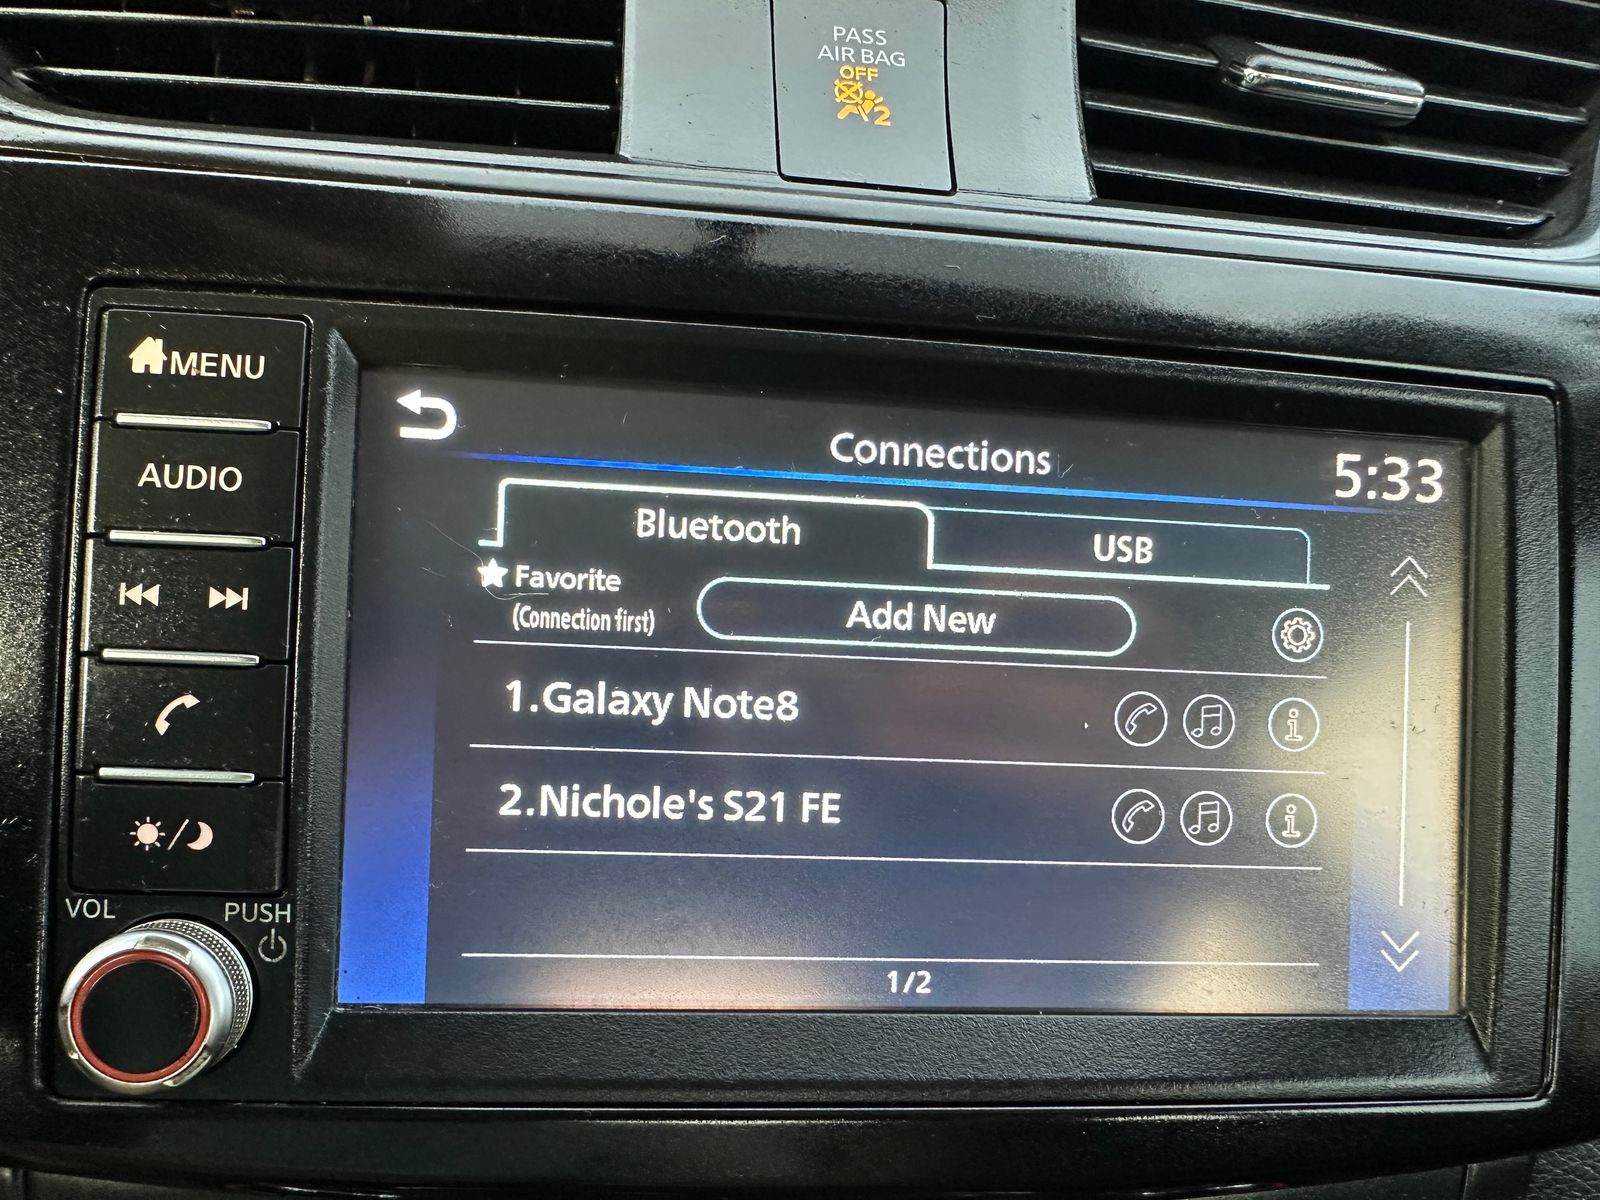 PASS
AIR BAG
OFF
2
MENU
AUDIO
VOL
PUSH
Connections
5:33
Bluetooth
USB
Favorite
(Connection first)
Add New
1.Galaxy Note8
i
2.Nichole's S21 FE
i
1/2